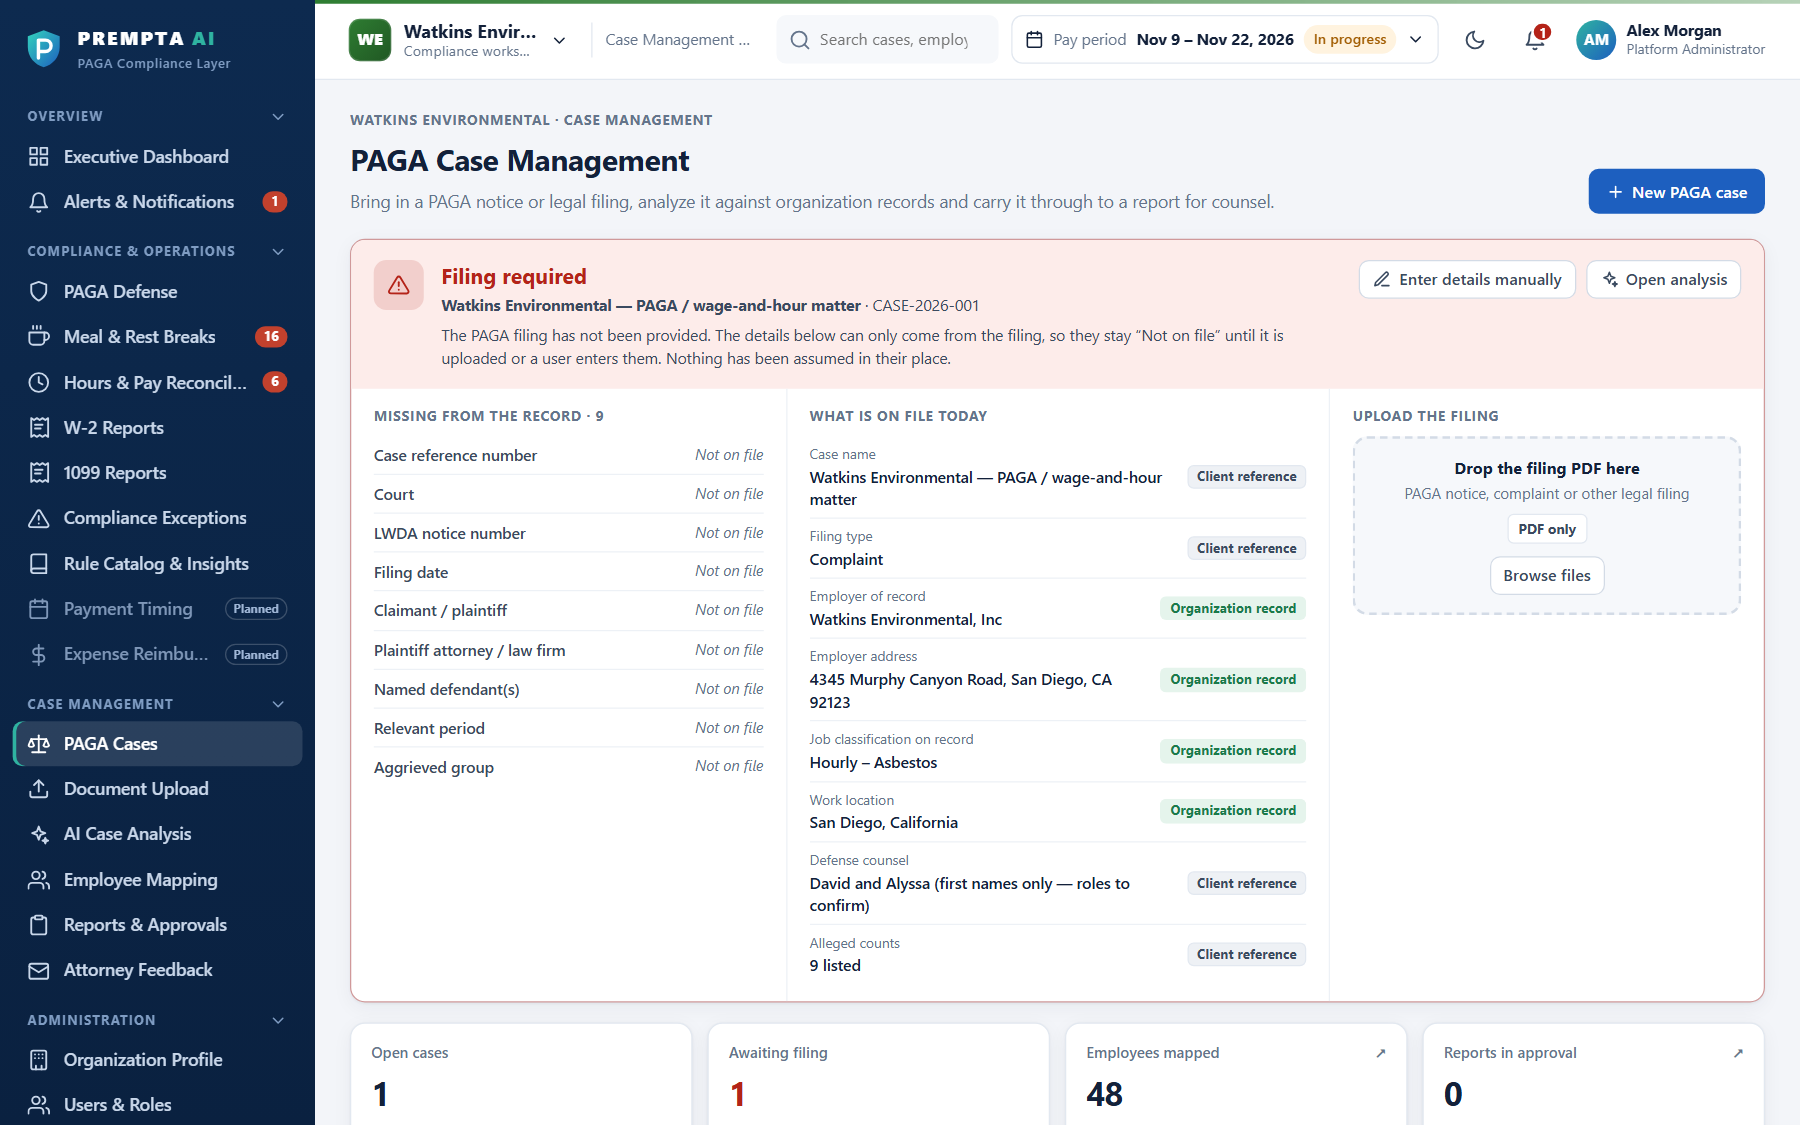 PREMPTA AI
PAGA Compliance Layer
OVERVIEW
Executive Dashboard
Alerts & Notifications 1
COMPLIANCE & OPERATIONS
PAGA Defense
Meal & Rest Breaks 16
Hours & Pay Reconcil... 6
W-2 Reports
1099 Reports
Compliance Exceptions
Rule Catalog & Insights
Payment Timing Planned
Expense Reimbu... Planned
CASE MANAGEMENT
PAGA Cases
Document Upload
AI Case Analysis
Employee Mapping
Reports & Approvals
Attorney Feedback
ADMINISTRATION
Organization Profile
Users & Roles
WE
Watkins Envir...
Compliance works...
Case Management ...
Search cases, employ
Pay period Nov 9 – Nov 22, 2026 In progress
1
AM
Alex Morgan
Platform Administrator
WATKINS ENVIRONMENTAL · CASE MANAGEMENT
PAGA Case Management
Bring in a PAGA notice or legal filing, analyze it against organization records and carry it through to a report for counsel.
+ New PAGA case
Filing required
Watkins Environmental — PAGA / wage-and-hour matter · CASE-2026-001
The PAGA filing has not been provided. The details below can only come from the filing, so they stay “Not on file” until it is
uploaded or a user enters them. Nothing has been assumed in their place.
Enter details manually
Open analysis
MISSING FROM THE RECORD · 9
Case reference number Not on file
Court Not on file
LWDA notice number Not on file
Filing date Not on file
Claimant / plaintiff Not on file
Plaintiff attorney / law firm Not on file
Named defendant(s) Not on file
Relevant period Not on file
Aggrieved group Not on file
WHAT IS ON FILE TODAY
Case name
Watkins Environmental — PAGA / wage-and-hour
matter
Client reference
Filing type
Complaint
Client reference
Employer of record
Watkins Environmental, Inc
Organization record
Employer address
4345 Murphy Canyon Road, San Diego, CA
92123
Organization record
Job classification on record
Hourly – Asbestos
Organization record
Work location
San Diego, California
Organization record
Defense counsel
David and Alyssa (first names only — roles to
confirm)
Client reference
Alleged counts
9 listed
Client reference
UPLOAD THE FILING
Drop the filing PDF here
PAGA notice, complaint or other legal filing
PDF only
Browse files
Open cases
1
Awaiting filing
1
Employees mapped ↗
48
Reports in approval ↗
0